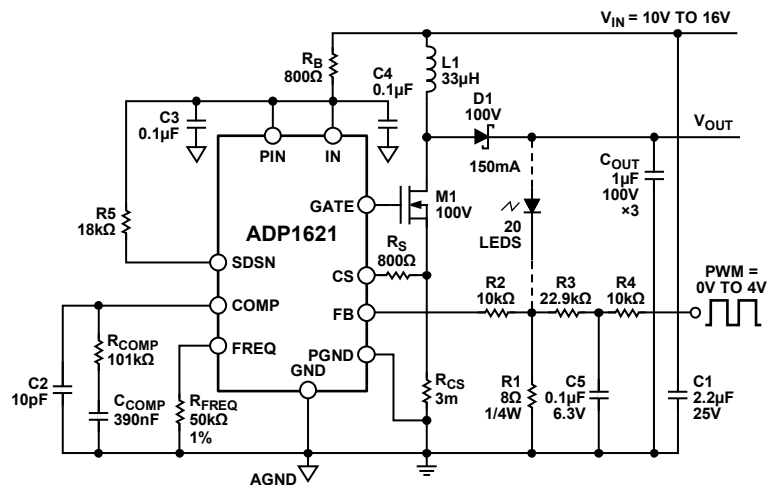 V_IN = 10V TO 16V
R_B
800Ω
C4
0.1µF
L1
33µH
D1
100V
150mA
V_OUT
C3
0.1µF
PIN
IN
C_OUT
1µF
100V
×3
GATE
M1
100V
ADP1621
20
LEDS
R5
18kΩ
R_S
800Ω
SDSN
CS
R2
10kΩ
R3
22.9kΩ
R4
10kΩ
PWM =
0V TO 4V
COMP
FB
R_COMP
101kΩ
FREQ
PGND
GND
C2
10pF
C_COMP
390nF
R_FREQ
50kΩ
1%
R_CS
3m
R1
8Ω
1/4W
C5
0.1µF
6.3V
C1
2.2µF
25V
AGND